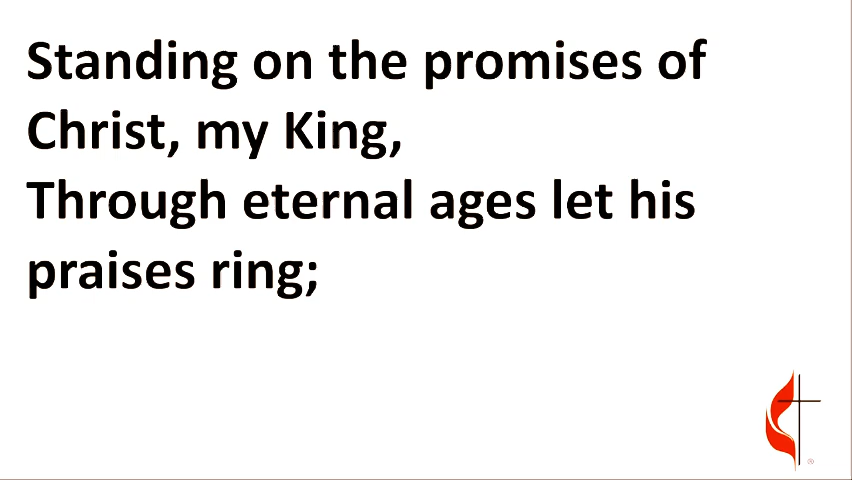 Standing on the promises of
Christ, my King,
Through eternal ages let his
praises ring;
®